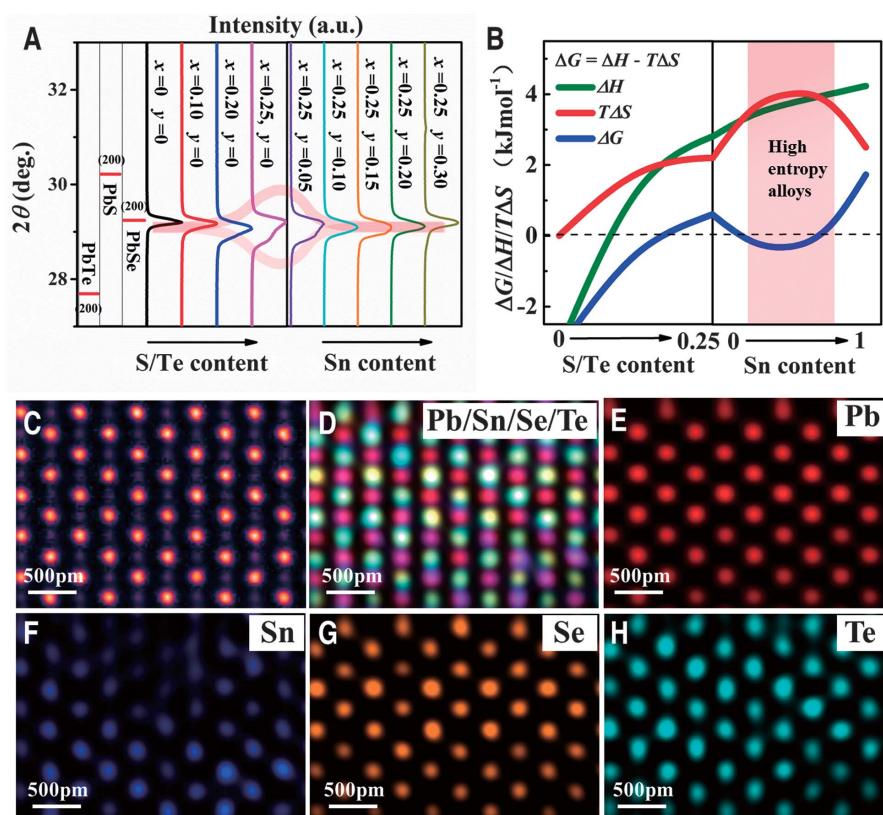 A
Intensity (a.u.)
2θ (deg.)
33
32
30
28
(200)
PbTe
(200)
PbS
(200)
PbSe
x=0 y=0
x=0.10 y=0
x=0.20 y=0
x=0.25, y=0
x=0.25 y=0.05
x=0.25 y=0.10
x=0.25 y=0.15
x=0.25 y=0.20
x=0.25 y=0.30
S/Te content
Sn content
B
ΔG = ΔH - TΔS
ΔH
TΔS
ΔG
High
entropy
alloys
ΔG/ΔH/TΔS (kJmol⁻¹)
4
2
0
-2
0
0.25
0
1
S/Te content
Sn content
C
500pm
D
Pb/Sn/Se/Te
500pm
E
Pb
500pm
F
Sn
500pm
G
Se
500pm
H
Te
500pm